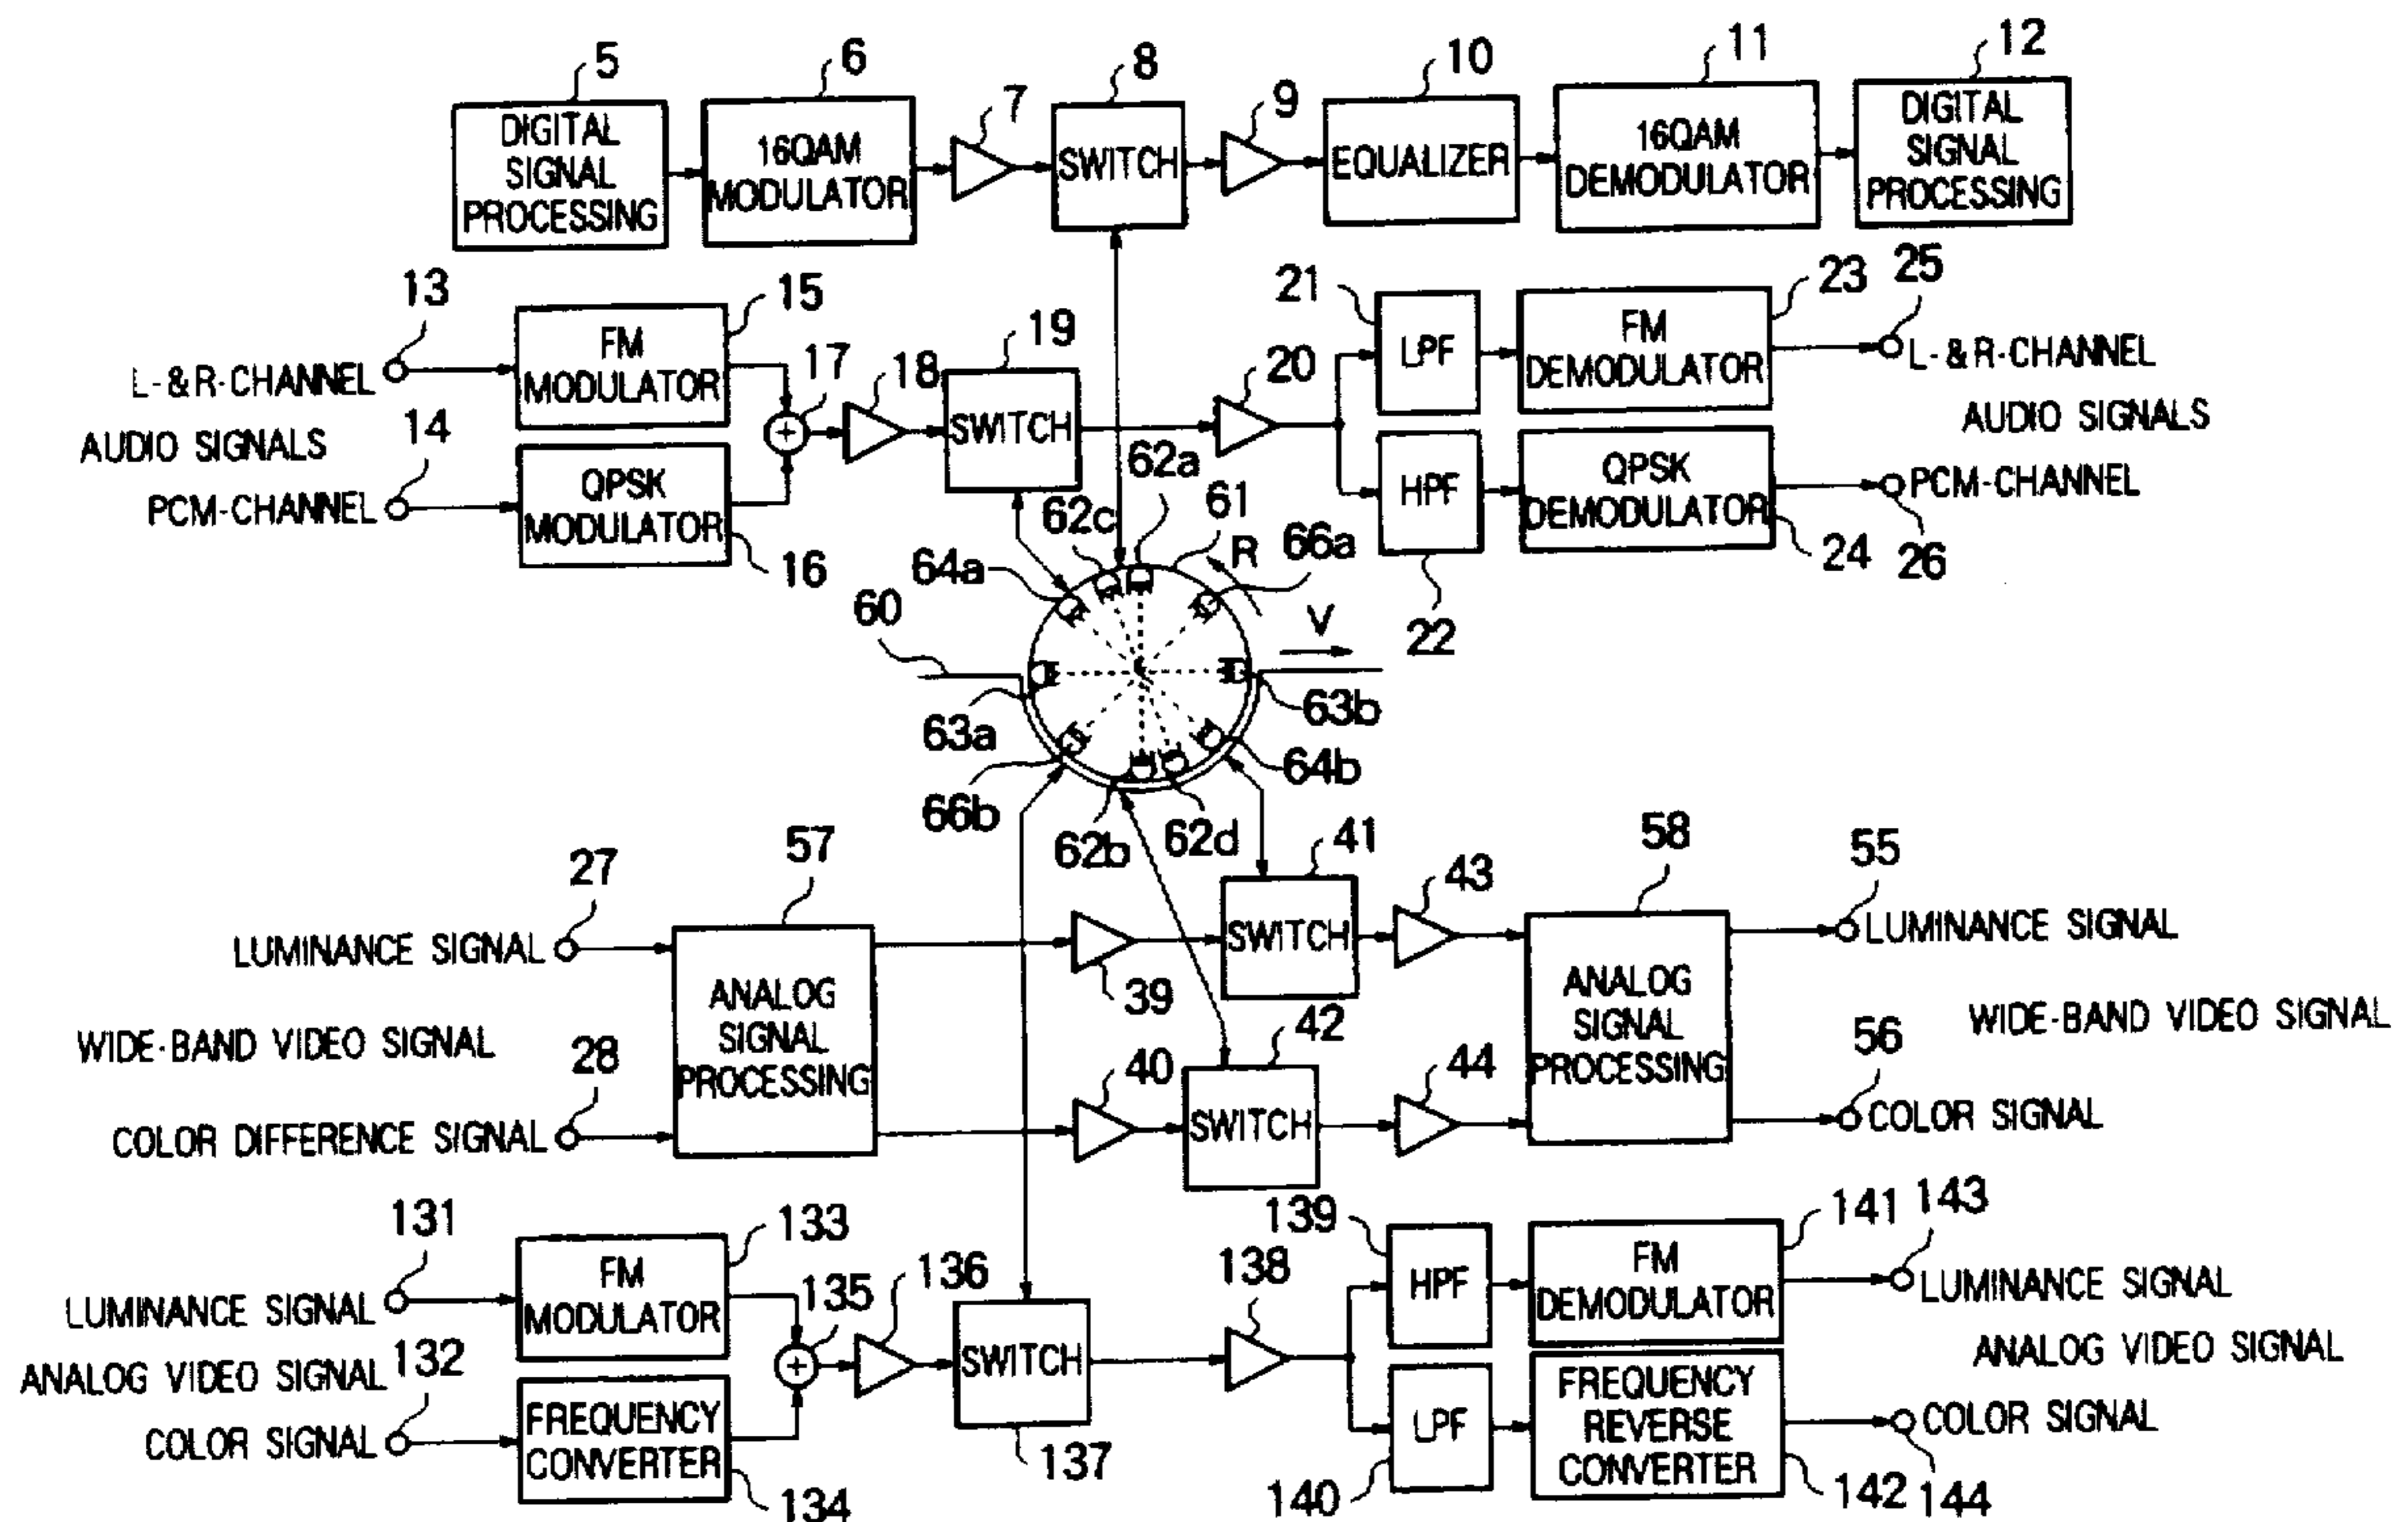 5 6 7 8 9 10 11 12
DIGITAL SIGNAL PROCESSING
16QAM MODULATOR
SWITCH
EQUALIZER
16QAM DEMODULATOR
DIGITAL SIGNAL PROCESSING
13 15 17 18 19 20 21 23 25
L-&R-CHANNEL
FM MODULATOR
SWITCH
LPF
FM DEMODULATOR
L-&R-CHANNEL
AUDIO SIGNALS
AUDIO SIGNALS
14
PCM-CHANNEL
QPSK MODULATOR
16
HPF
22
QPSK DEMODULATOR
24
PCM-CHANNEL
26
62a
62c 61 R 66a
64a
60 V
63a 63b
66b 62b 62d 64b
27 57 39 41 43 58 55
LUMINANCE SIGNAL
ANALOG SIGNAL PROCESSING
SWITCH
ANALOG SIGNAL PROCESSING
LUMINANCE SIGNAL
WIDE-BAND VIDEO SIGNAL
WIDE-BAND VIDEO SIGNAL
28 40 42 44 56
COLOR DIFFERENCE SIGNAL
SWITCH
COLOR SIGNAL
131 133 135 136 138 139 141 143
LUMINANCE SIGNAL
FM MODULATOR
SWITCH
137
HPF
FM DEMODULATOR
LUMINANCE SIGNAL
ANALOG VIDEO SIGNAL
ANALOG VIDEO SIGNAL
132
COLOR SIGNAL
FREQUENCY CONVERTER
134
LPF
140
FREQUENCY REVERSE CONVERTER
142
COLOR SIGNAL
144